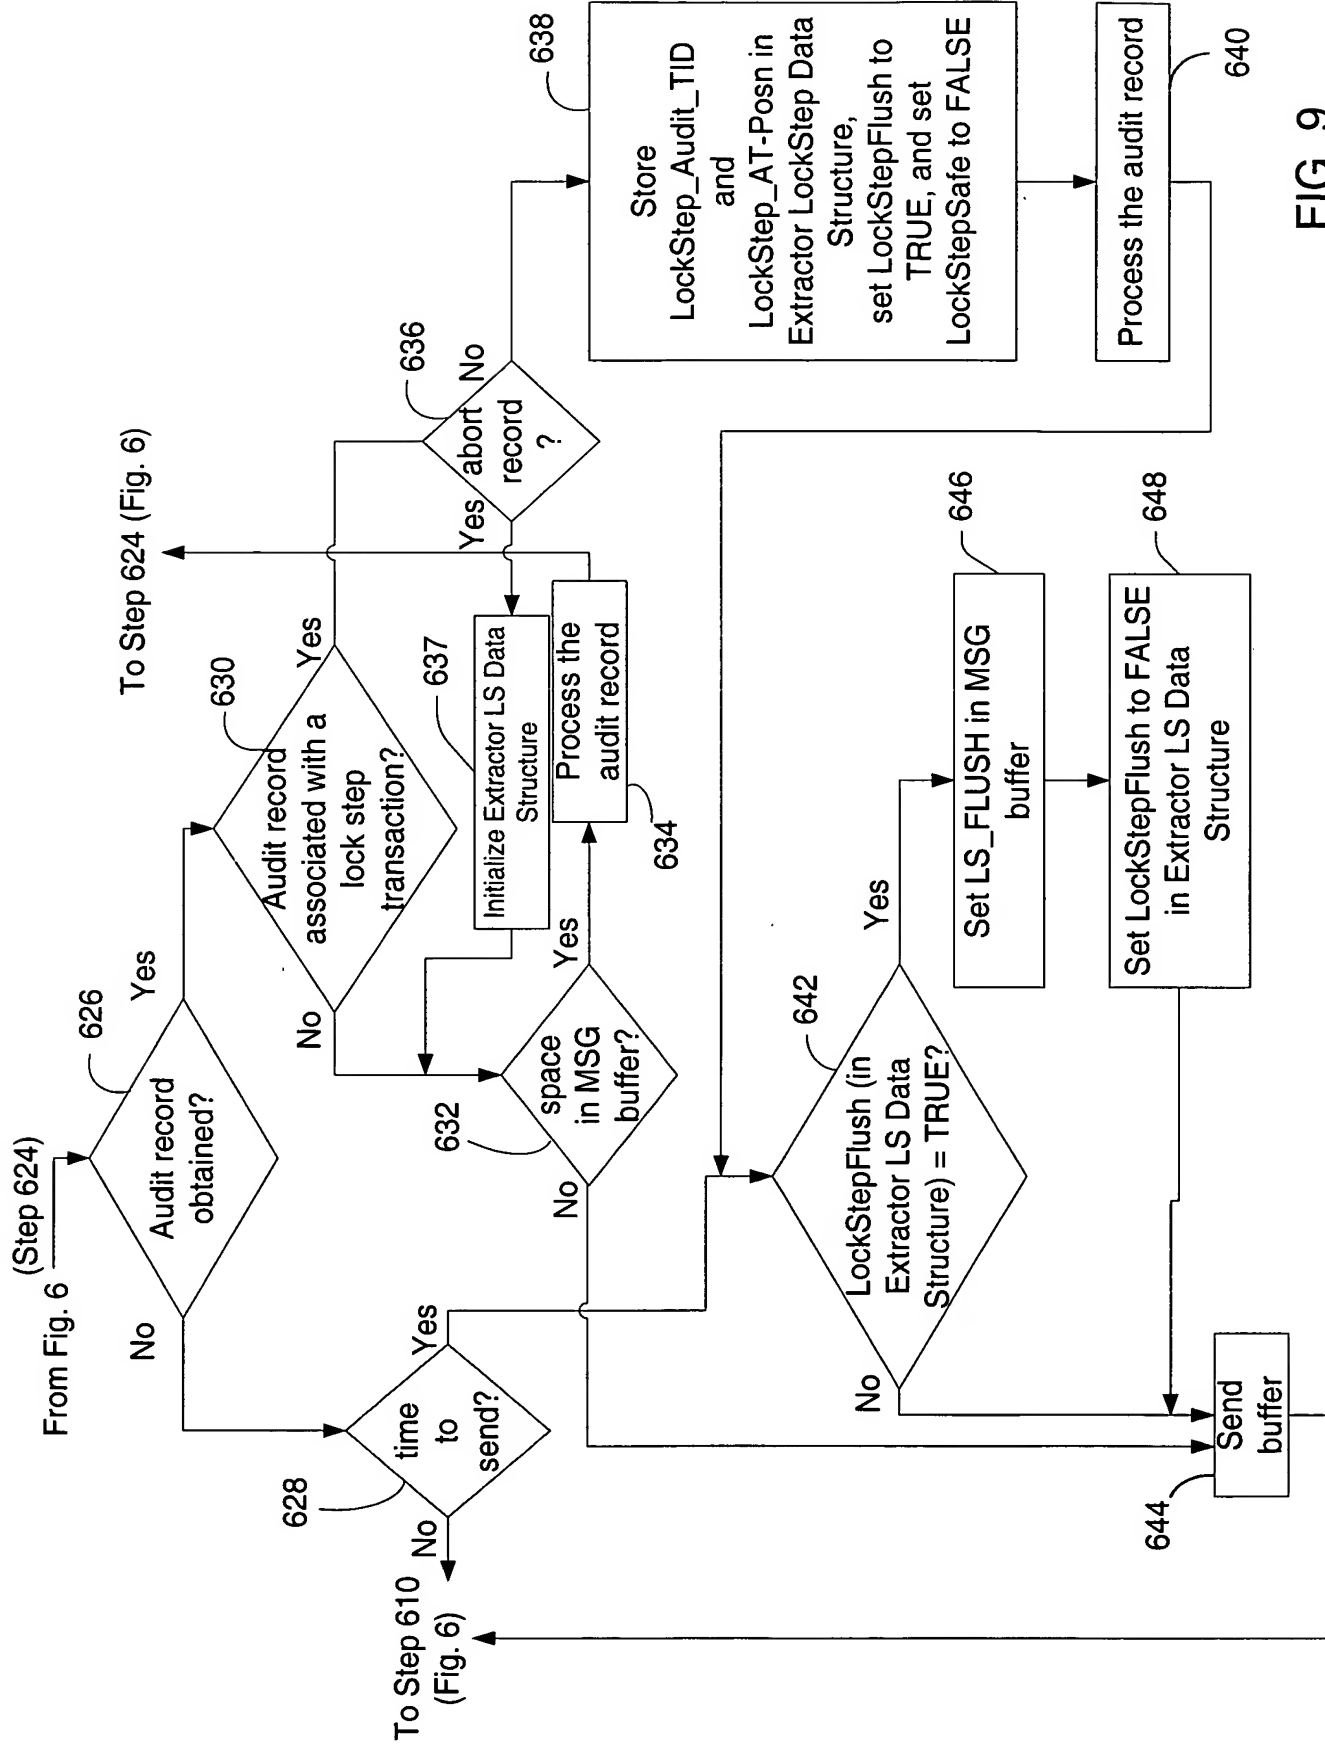 (Step 624)
From Fig. 6
626
Audit record
obtained?
No
Yes
To Step 624 (Fig. 6)
630
Audit record
associated with a
lock step
transaction?
No
Yes
628
time
to
send?
No
Yes
To Step 610
(Fig. 6)
632
space
in MSG
buffer?
No
Yes
637
Initialize Extractor LS Data
Structure
Process the
audit record
634
636
abort
record
?
Yes
No
638
Store
LockStep_Audit_TID
and
LockStep_AT-Posn in
Extractor LockStep Data
Structure,
set LockStepFlush to
TRUE, and set
LockStepSafe to FALSE
Process the audit record
640
642
LockStepFlush (in
Extractor LS Data
Structure) = TRUE?
No
Yes
646
Set LS_FLUSH in MSG
buffer
648
Set LockStepFlush to FALSE
in Extractor LS Data
Structure
644
Send
buffer
FIG. 9